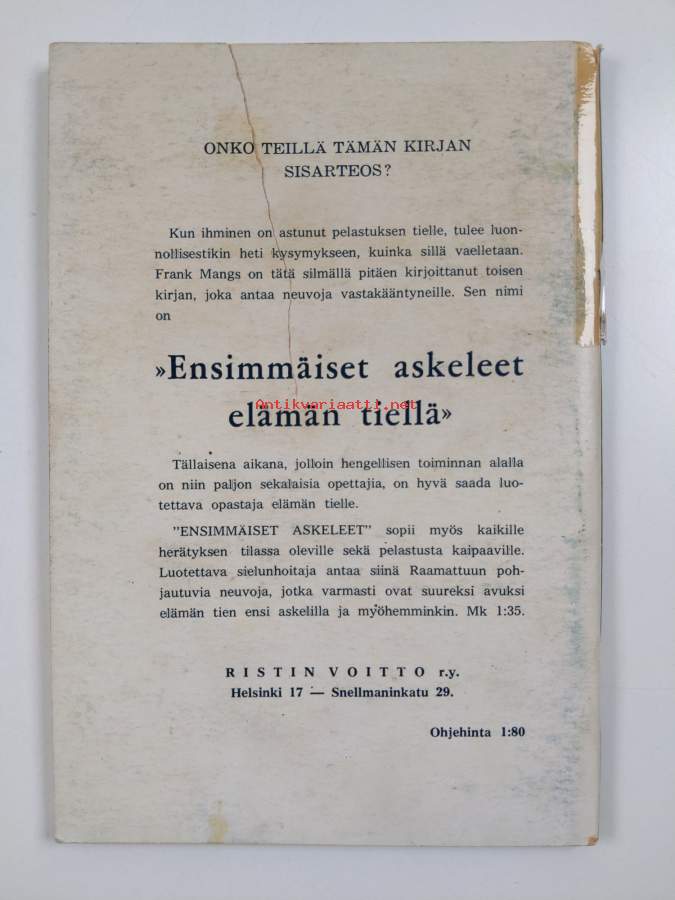 ONKO TEILLÄ TÄMÄN KIRJAN
SISARTEOS?
Kun ihminen on astunut pelastuksen tielle, tulee luon-
nollisestikin heti kysymykseen, kuinka sillä vaelletaan.
Frank Mangs on tätä silmällä pitäen kirjoittanut toisen
kirjan, joka antaa neuvoja vastakääntyneille. Sen nimi
on
»Ensimmäiset askeleet
Antikvariaatti.net
elämän tiellä»
Tällaisena aikana, jolloin hengellisen toiminnan alalla
on niin paljon sekalaisia opettajia, on hyvä saada luo-
tettava opastaja elämän tielle.
"ENSIMMÄISET ASKELEET" sopii myös kaikille
herätyksen tilassa oleville sekä pelastusta kaipaaville.
Luotettava sielunhoitaja antaa siinä Raamattuun poh-
jautuvia neuvoja, jotka varmasti ovat suureksi avuksi
elämän tien ensi askelilla ja myöhemminkin. Mk 1:35.
RISTIN VOITTO r.y.
Helsinki 17 — Snellmaninkatu 29.
Ohjehinta 1:80